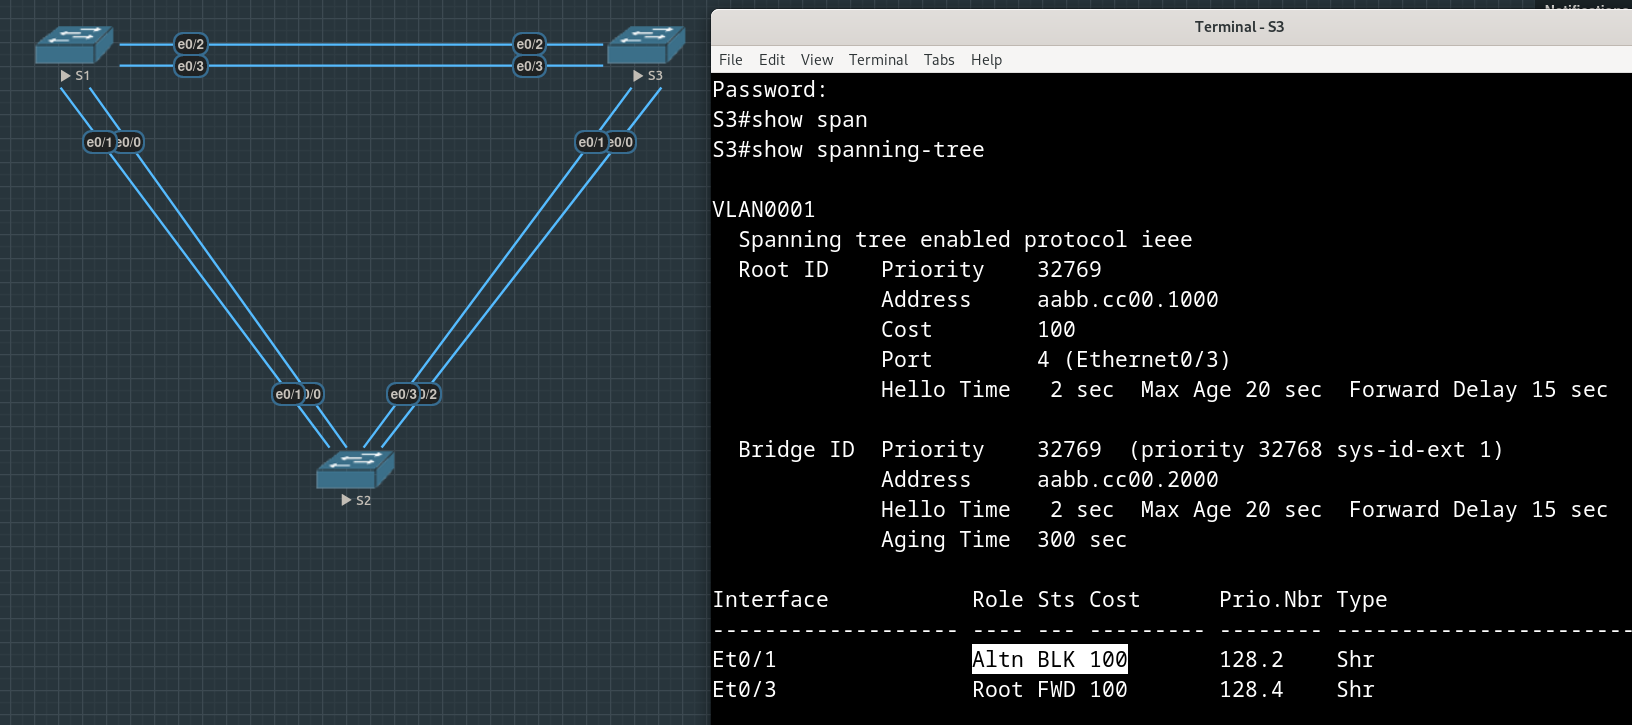 Terminal - S3
File Edit View Terminal Tabs Help
e0/2 e0/2
e0/3 e0/3
S1 S3
e0/1 e0/0 e0/1 e0/0
e0/1 0/0 e0/3 0/2
S2
Password:
S3#show span
S3#show spanning-tree
VLAN0001
Spanning tree enabled protocol ieee
Root ID Priority 32769
Address aabb.cc00.1000
Cost 100
Port 4 (Ethernet0/3)
Hello Time 2 sec Max Age 20 sec Forward Delay 15 sec
Bridge ID Priority 32769 (priority 32768 sys-id-ext 1)
Address aabb.cc00.2000
Hello Time 2 sec Max Age 20 sec Forward Delay 15 sec
Aging Time 300 sec
Interface Role Sts Cost Prio.Nbr Type
------------------- ---- --- --------- -------- -----------------------
Et0/1 Altn BLK 100 128.2 Shr
Et0/3 Root FWD 100 128.4 Shr